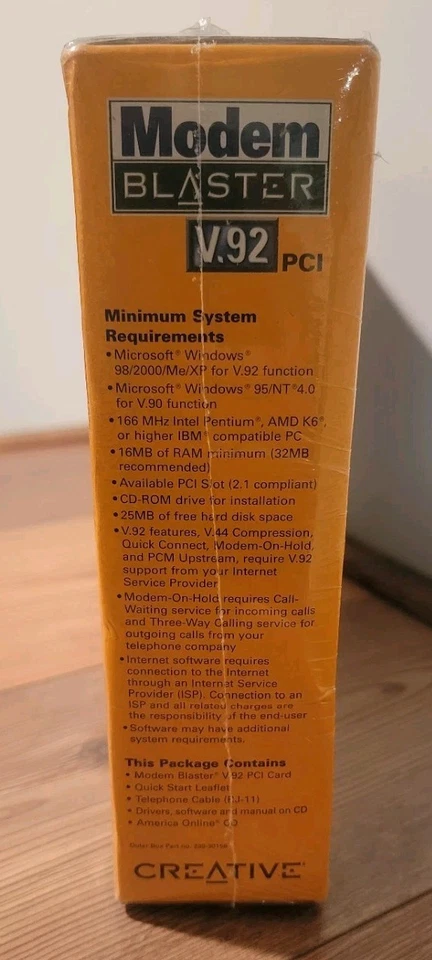 Modem
BLASTER
V.92 PCI
Minimum System
Requirements
• Microsoft® Windows®
98/2000/Me/XP for V.92 function
• Microsoft® Windows® 95/NT®4.0
for V.90 function
• 166 MHz Intel Pentium®, AMD K6®,
or higher IBM® compatible PC
• 16MB of RAM minimum (32MB
recommended)
• Available PCI Slot (2.1 compliant)
• CD-ROM drive for installation
• 25MB of free hard disk space
• V.92 features, V.44 Compression,
Quick Connect, Modem-On-Hold,
and PCM Upstream, require V.92
support from your Internet
Service Provider
• Modem-On-Hold requires Call-
Waiting service for incoming calls
and Three-Way Calling service for
outgoing calls from your
telephone company
• Internet software requires
connection to the Internet
through an Internet Service
Provider (ISP). Connection to an
ISP and all related charges are
the responsibility of the end-user
• Software may have additional
system requirements.
This Package Contains
• Modem Blaster® V.92 PCI Card
• Quick Start Leaflet
• Telephone Cable (RJ-11)
• Drivers, software and manual on CD
• America Online® CD
Outer Box Part no:
CREATIVE®